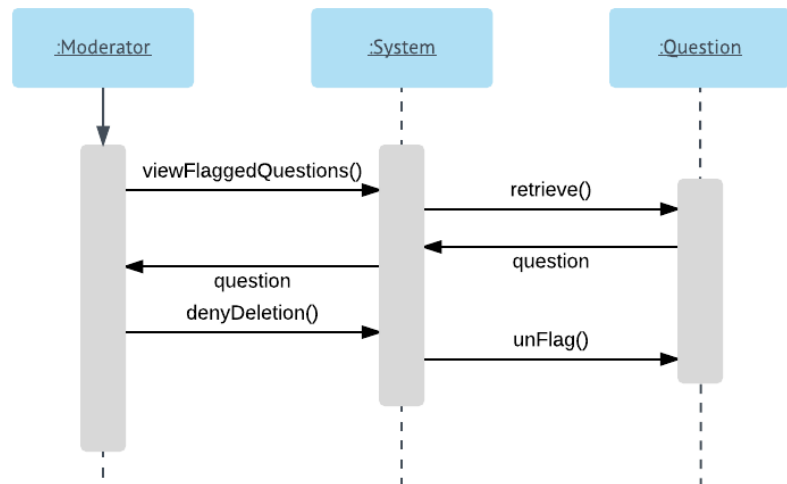 :Moderator
:System
:Question
viewFlaggedQuestions()
retrieve()
question
question
denyDeletion()
unFlag()